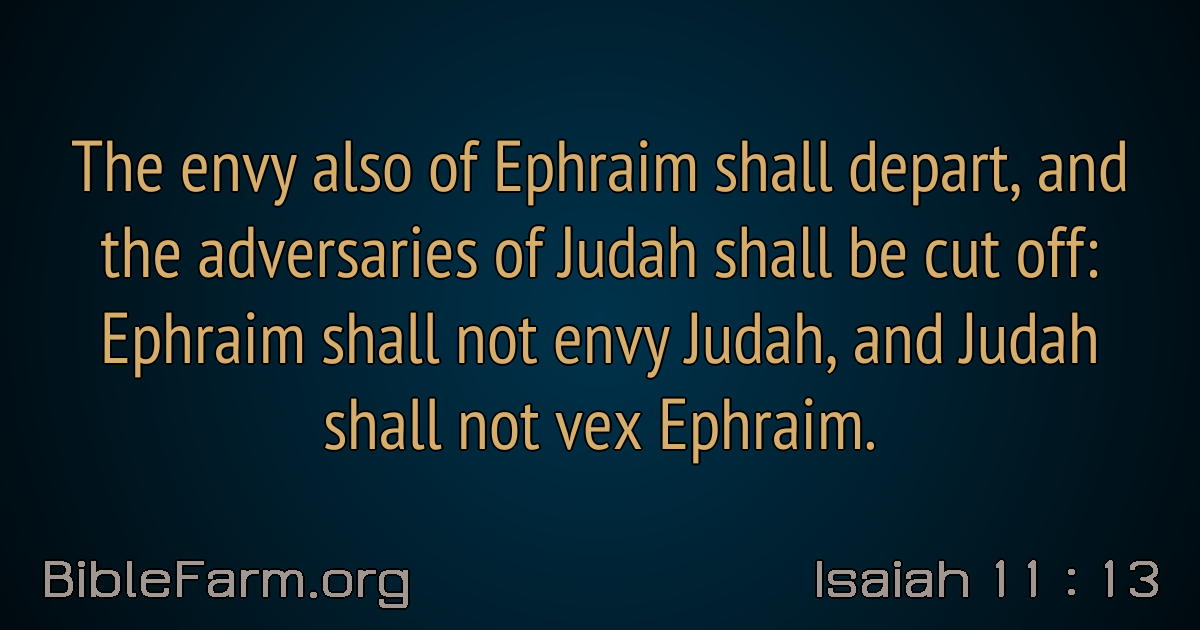 The envy also of Ephraim shall depart, and
the adversaries of Judah shall be cut off:
Ephraim shall not envy Judah, and Judah
shall not vex Ephraim.
BibleFarm.org
Isaiah 11 : 13